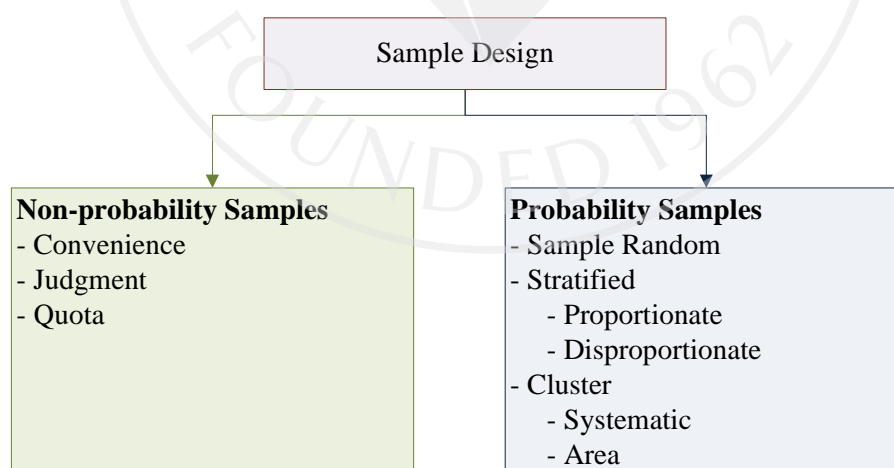 FOUNDED 1962
Sample Design
Non-probability Samples
- Convenience
- Judgment
- Quota
Probability Samples
- Sample Random
- Stratified
- Proportionate
- Disproportionate
- Cluster
- Systematic
- Area